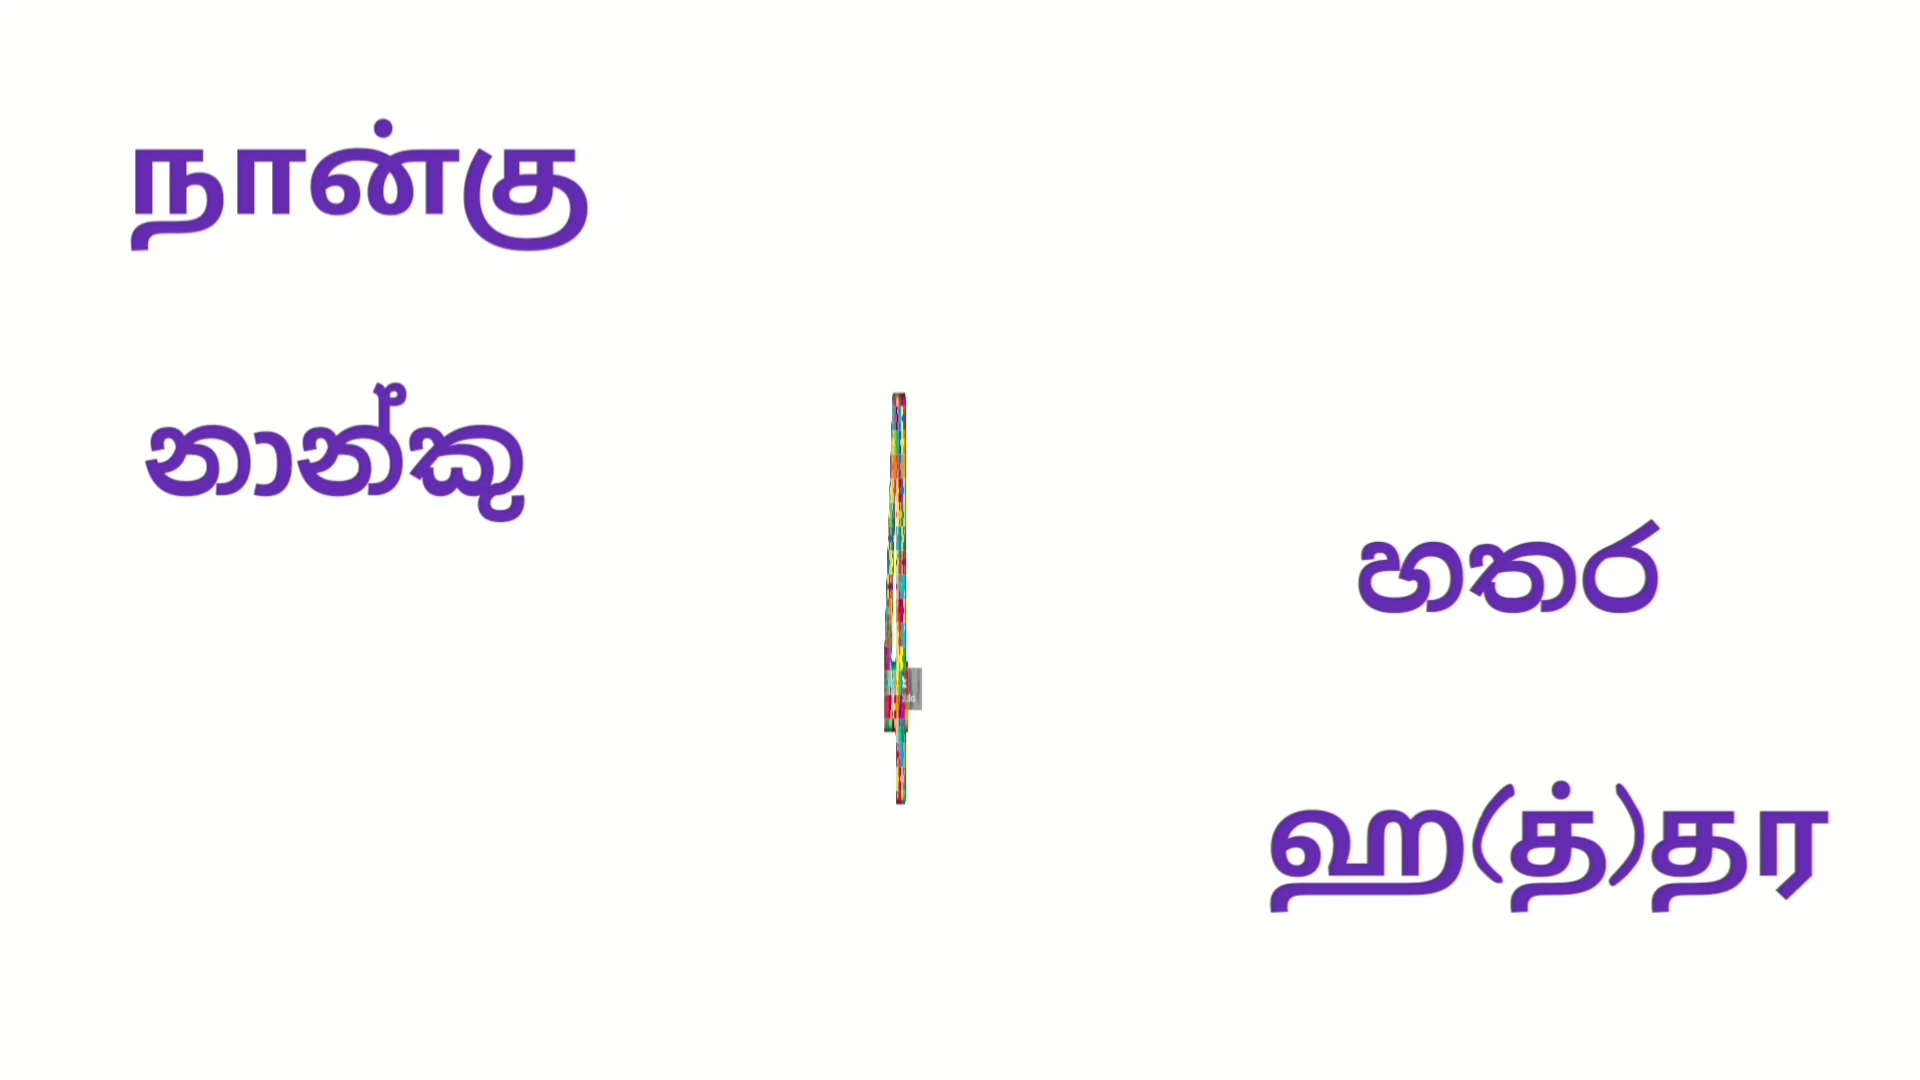 நான்கு
නාන්කු
හතර
ஹ(த்)தர